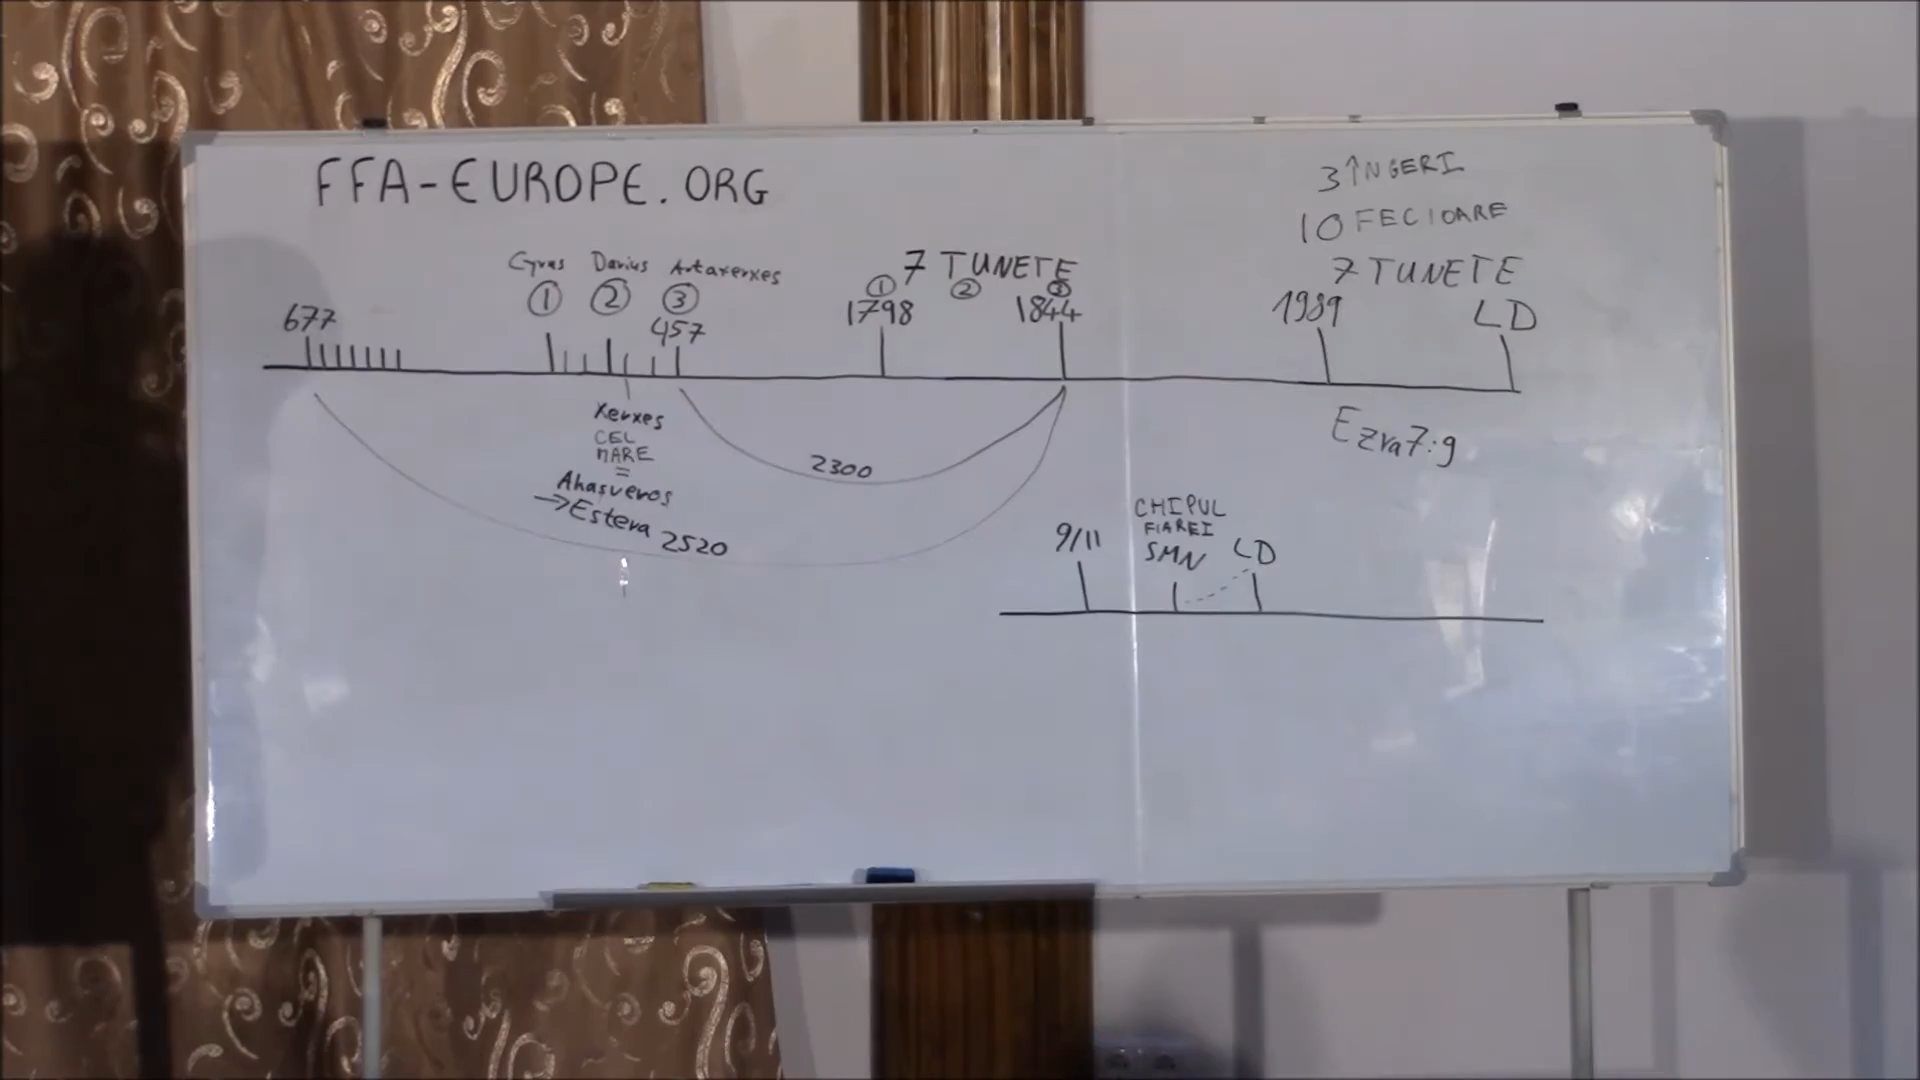 FFA-EUROPE.ORG
3 ÎNGERI
10 FECIOARE
7 TUNETE
1989 LD
Cyrus Darius Artaxerxes
① ② ③
677 457
7 TUNETE
① ② ③
1798 1844
Xerxes
CEL
MARE
=
Ahasveros
→Estera
2520
2300
Ezra 7:9
9/11
CHIPUL
FIAREI
SMN LD